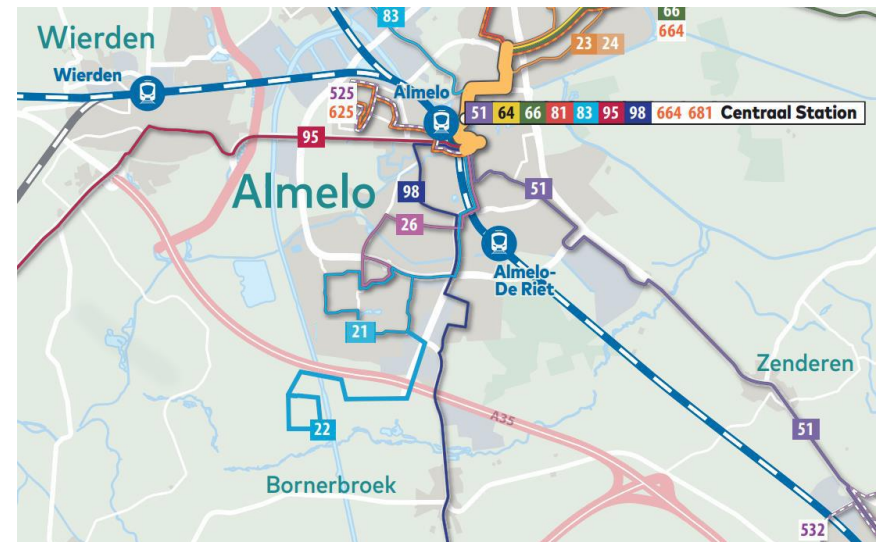 83
66
664
23 24
Wierden
Wierden
525
625
Almelo
51 64 66 81 83 95 98 664 681 Centraal Station
95
Almelo
98
51
26
Almelo-
De Riet
21
Zenderen
A35
22
51
Bornerbroek
532